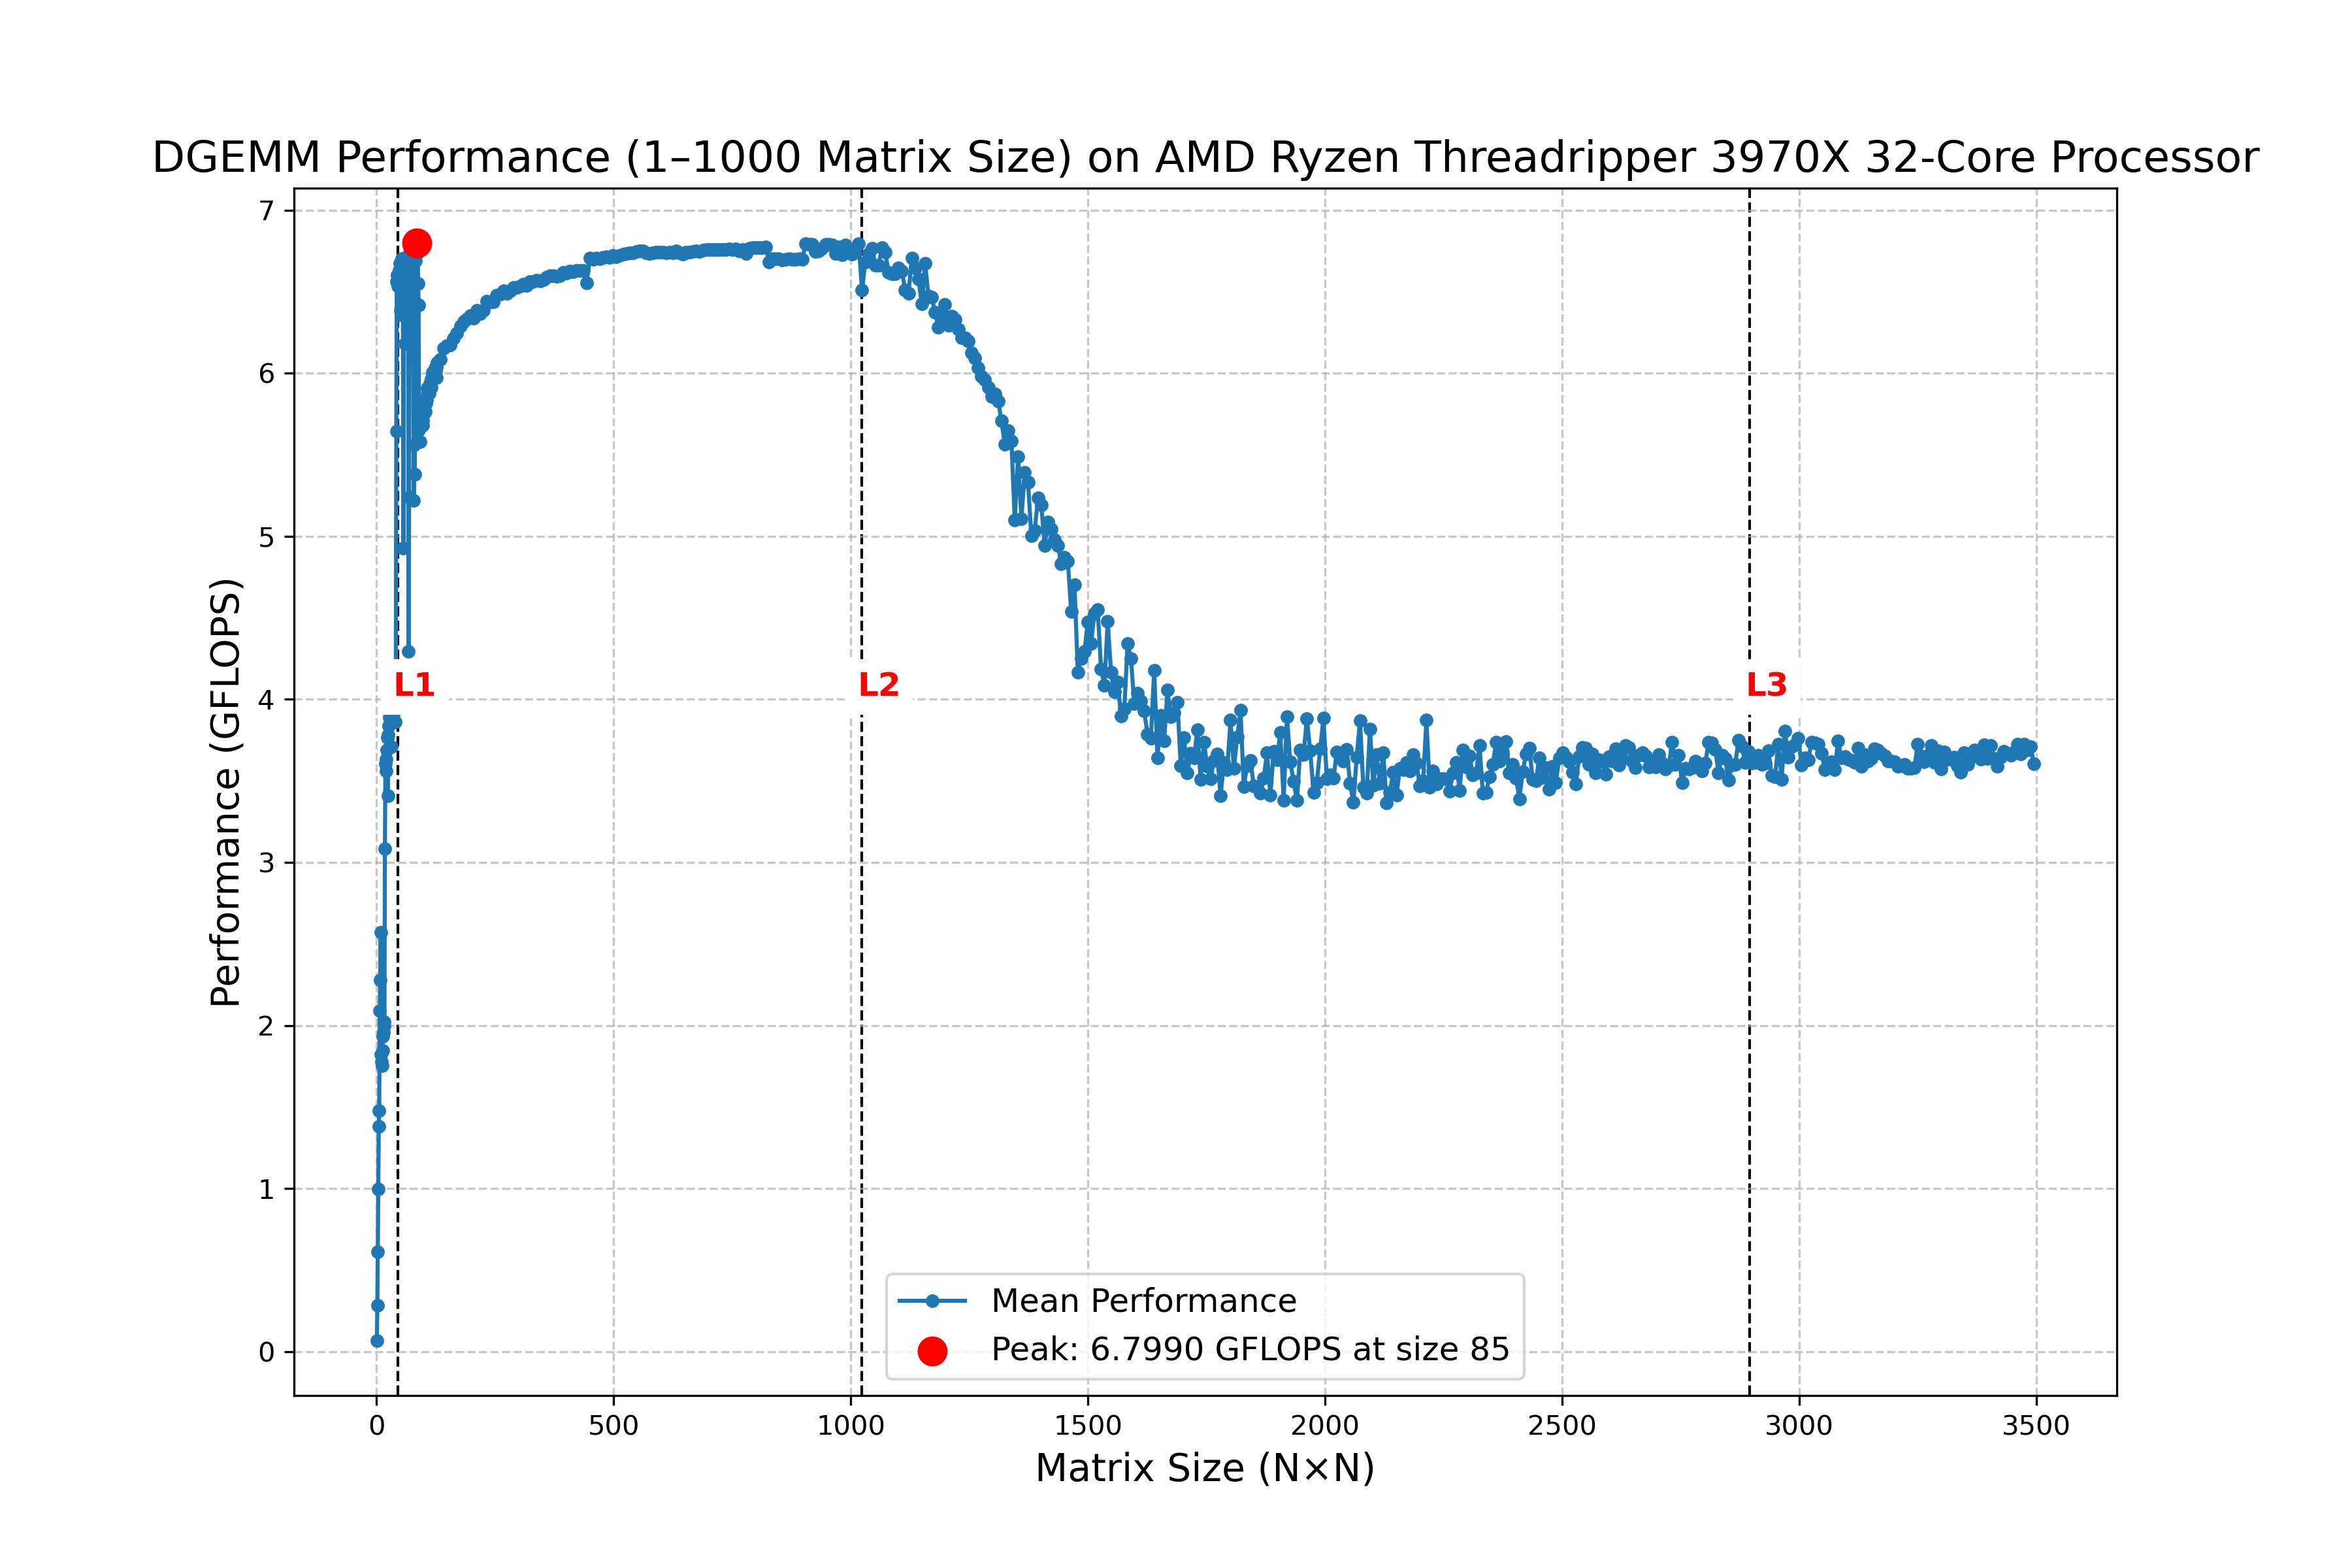 DGEMM Performance (1–1000 Matrix Size) on AMD Ryzen Threadripper 3970X 32-Core Processor
7
6
5
4
3
2
1
0
Performance (GFLOPS)
L1
L2
L3
Mean Performance
Peak: 6.7990 GFLOPS at size 85
0
500
1000
1500
2000
2500
3000
3500
Matrix Size (N×N)